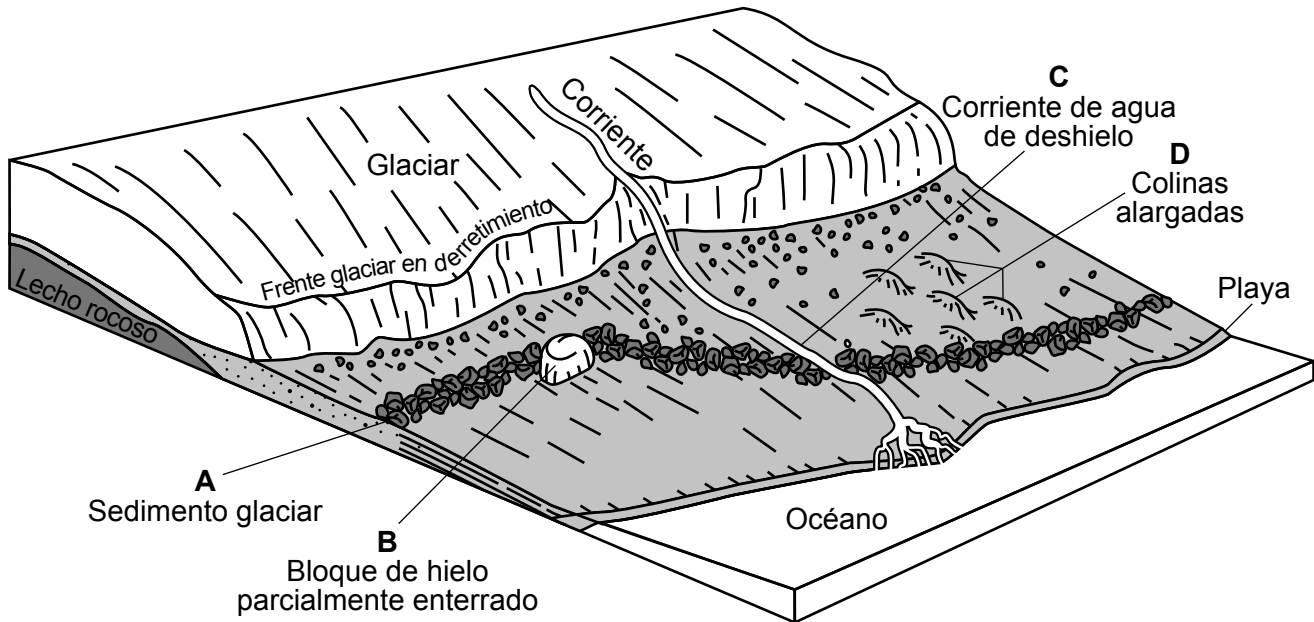 C
Corriente de agua
de deshielo
D
Colinas
alargadas
Corriente
Glaciar
Frente glaciar en derretimiento
Lecho rocoso
Playa
A
Sedimento glaciar
B
Bloque de hielo
parcialmente enterrado
Océano